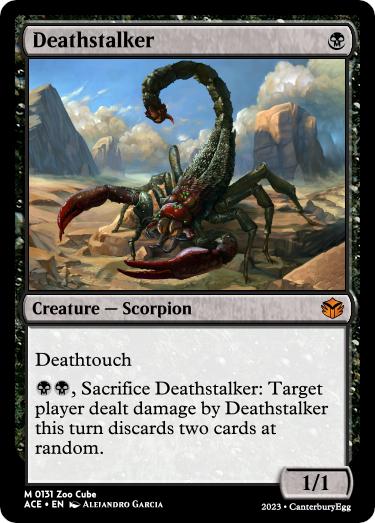 Deathstalker
Creature — Scorpion
Deathtouch
, Sacrifice Deathstalker: Target
player dealt damage by Deathstalker
this turn discards two cards at
random.
1/1
M 0131 Zoo Cube
ACE • EN Alejandro Garcia
2023 • CanterburyEgg